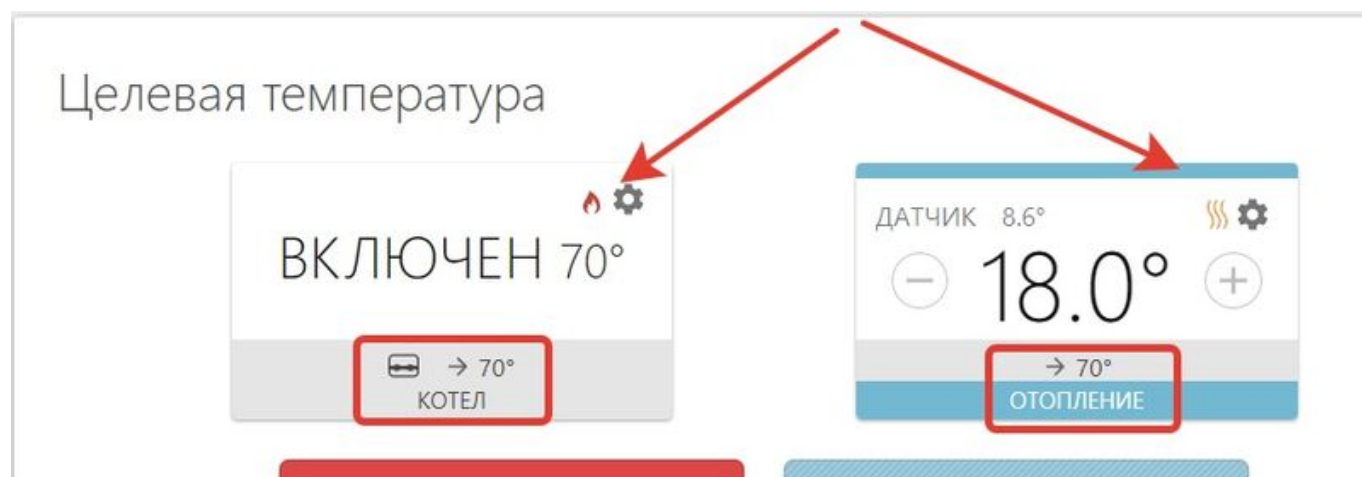 Целевая температура
ВКЛЮЧЕН 70°
→ 70°
КОТЕЛ
ДАТЧИК 8.6°
18.0°
→ 70°
ОТОПЛЕНИЕ